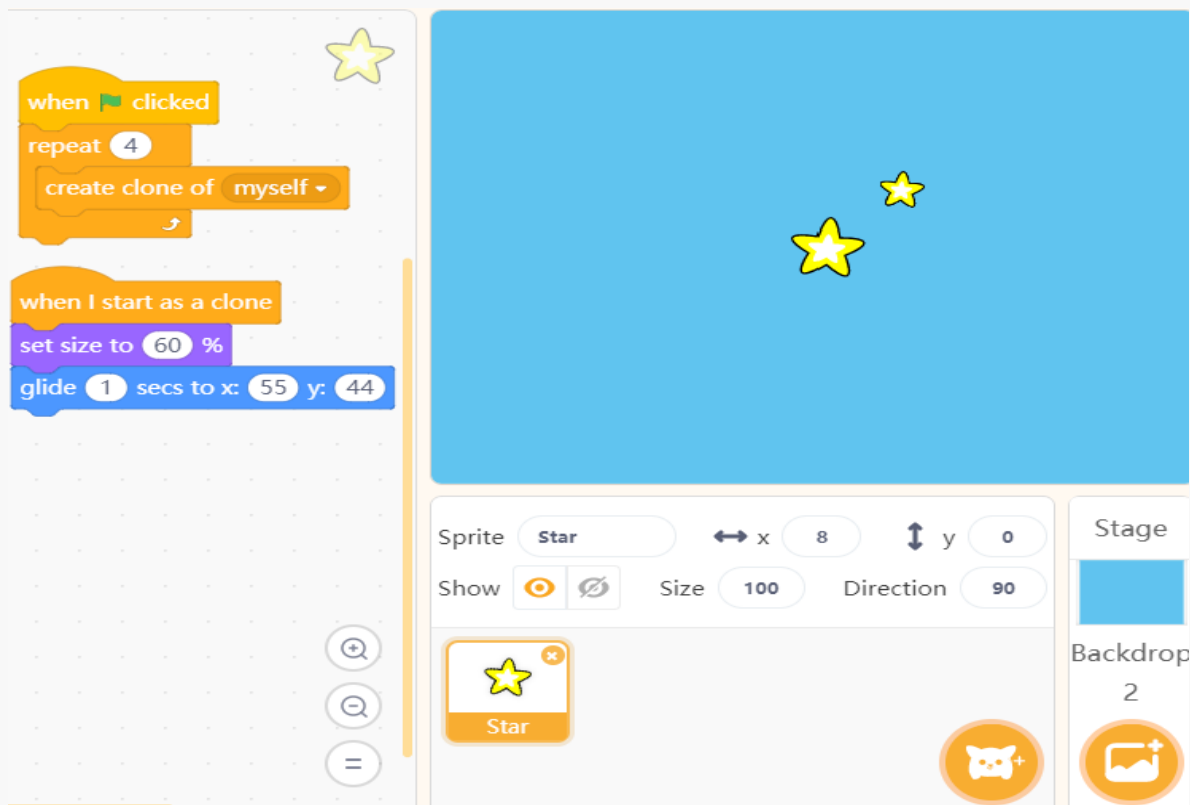 when clicked
repeat 4
create clone of myself
when I start as a clone
set size to 60 %
glide 1 secs to x: 55 y: 44
Sprite Star x 8 y 0
Show Size 100 Direction 90
Star
Stage
Backdrop
2